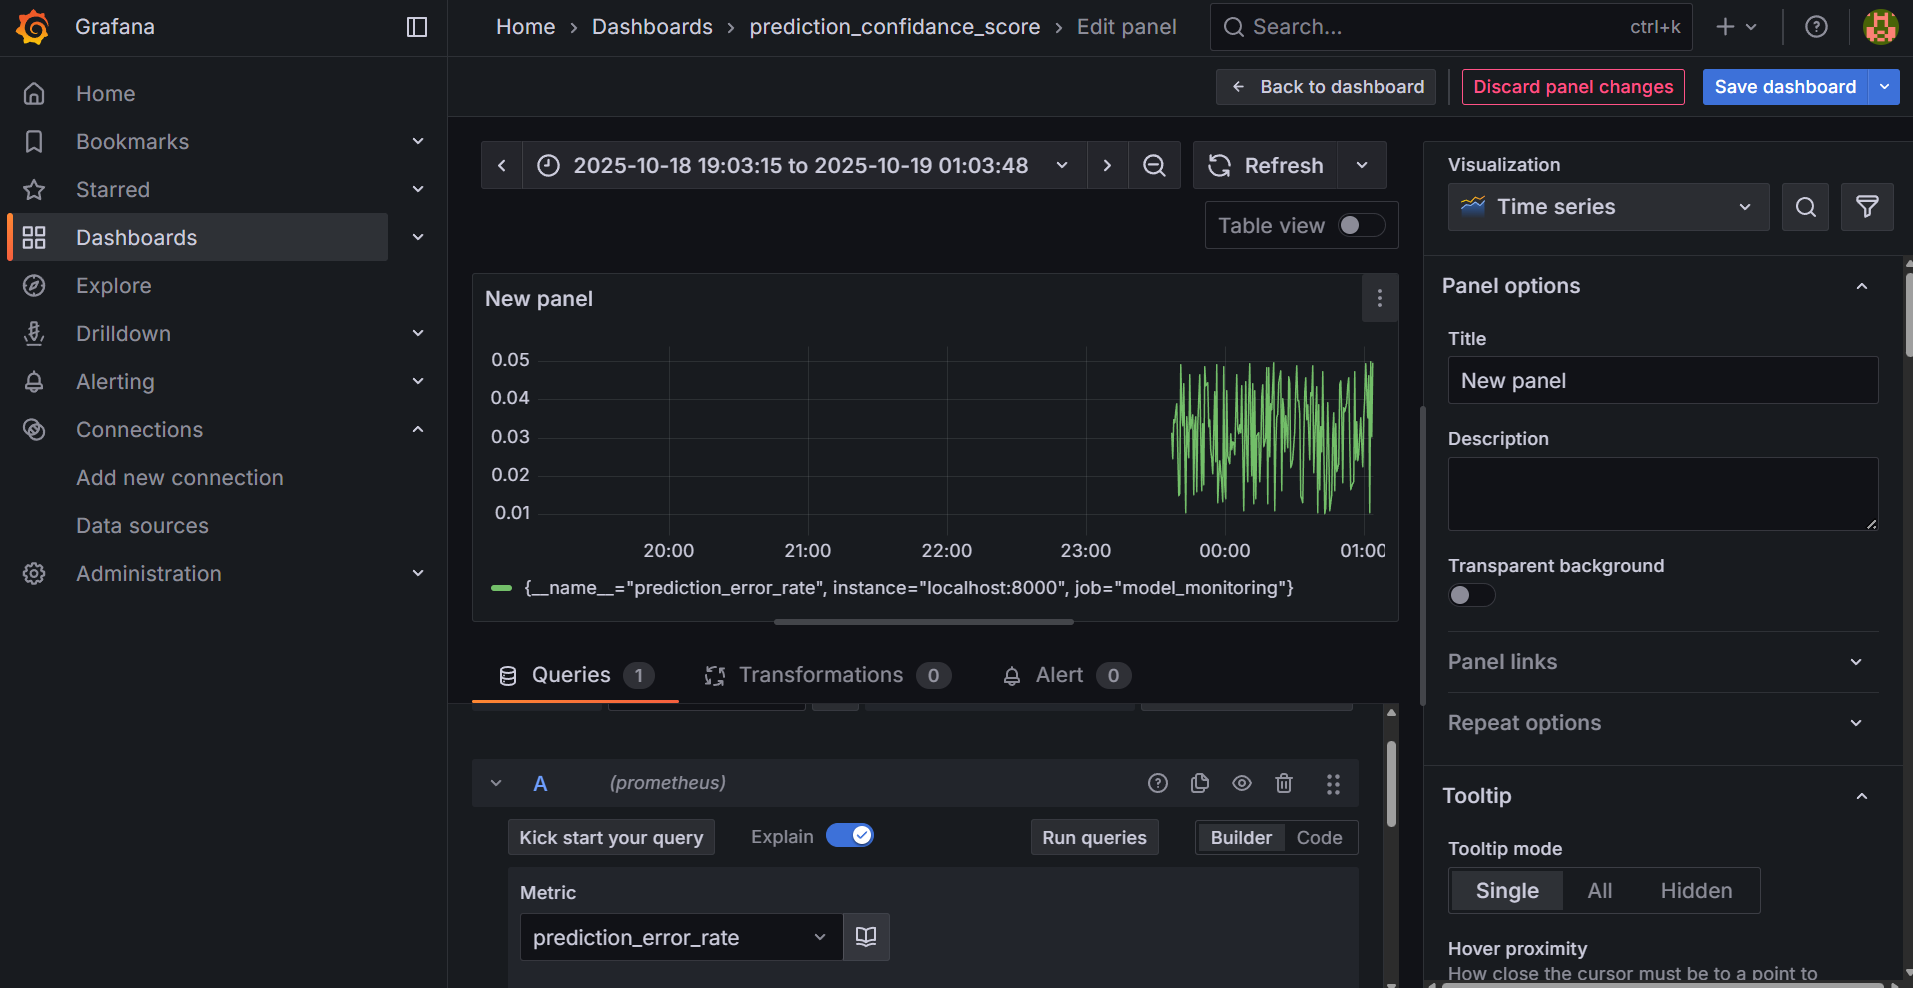 Grafana
Home › Dashboards › prediction_confidance_score › Edit panel
Search...
ctrl+k
Back to dashboard
Discard panel changes
Save dashboard
Home
Bookmarks
Starred
Dashboards
Explore
Drilldown
Alerting
Connections
Add new connection
Data sources
Administration
2025-10-18 19:03:15 to 2025-10-19 01:03:48
Refresh
Table view
New panel
0.05
0.04
0.03
0.02
0.01
20:00 21:00 22:00 23:00 00:00 01:00
{__name__="prediction_error_rate", instance="localhost:8000", job="model_monitoring"}
Queries 1
Transformations 0
Alert 0
A (prometheus)
Kick start your query
Explain
Run queries
Builder
Code
Metric
prediction_error_rate
Visualization
Time series
Panel options
Title
New panel
Description
Transparent background
Panel links
Repeat options
Tooltip
Tooltip mode
Single All Hidden
Hover proximity
How close the cursor must be to a point to